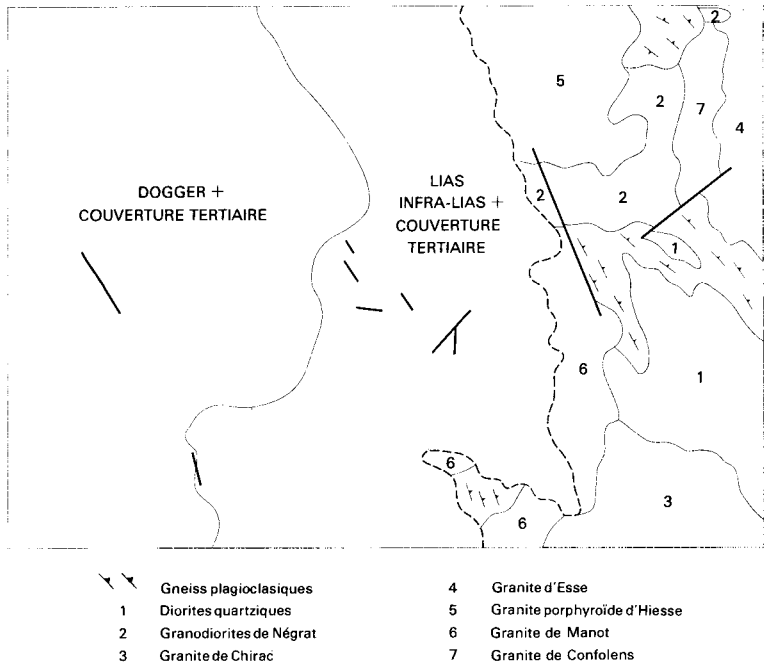 2
5
2
7
4
DOGGER +
COUVERTURE TERTIAIRE
LIAS
INFRA-LIAS +
COUVERTURE
TERTIAIRE
2
2
1
6
1
6
3
6
Gneiss plagioclasiques
1 Diorites quartziques
2 Granodiorites de Négrat
3 Granite de Chirac
4 Granite d'Esse
5 Granite porphyroïde d'Hiesse
6 Granite de Manot
7 Granite de Confolens